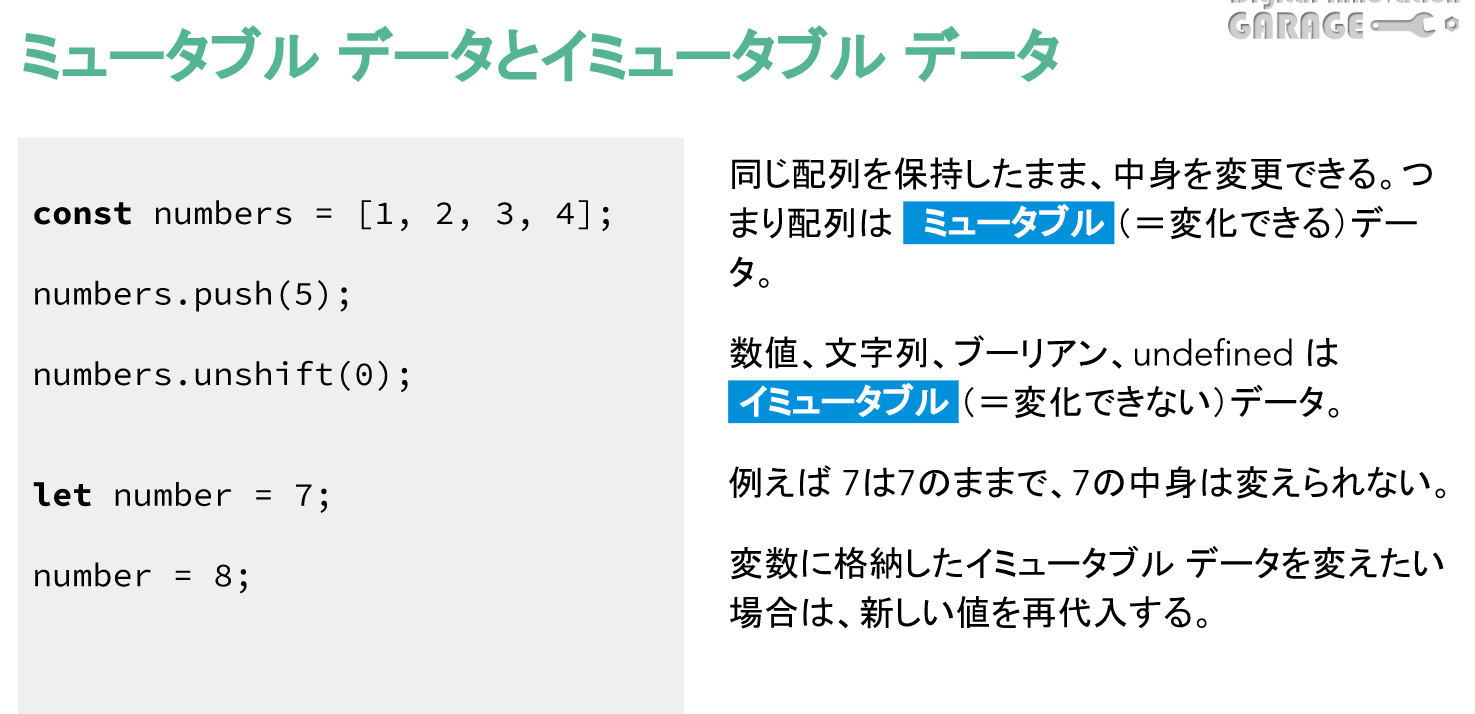 GARAGE
ミュータブル データとイミュータブル データ
const numbers = [1, 2, 3, 4];
numbers.push(5);
numbers.unshift(0);
let number = 7;
number = 8;
同じ配列を保持したまま、中身を変更できる。つ
まり配列は ミュータブル（＝変化できる）デー
タ。
数値、文字列、ブーリアン、undefined は
イミュータブル（＝変化できない）データ。
例えば 7は7のままで、7の中身は変えられない。
変数に格納したイミュータブル データを変えたい
場合は、新しい値を再代入する。